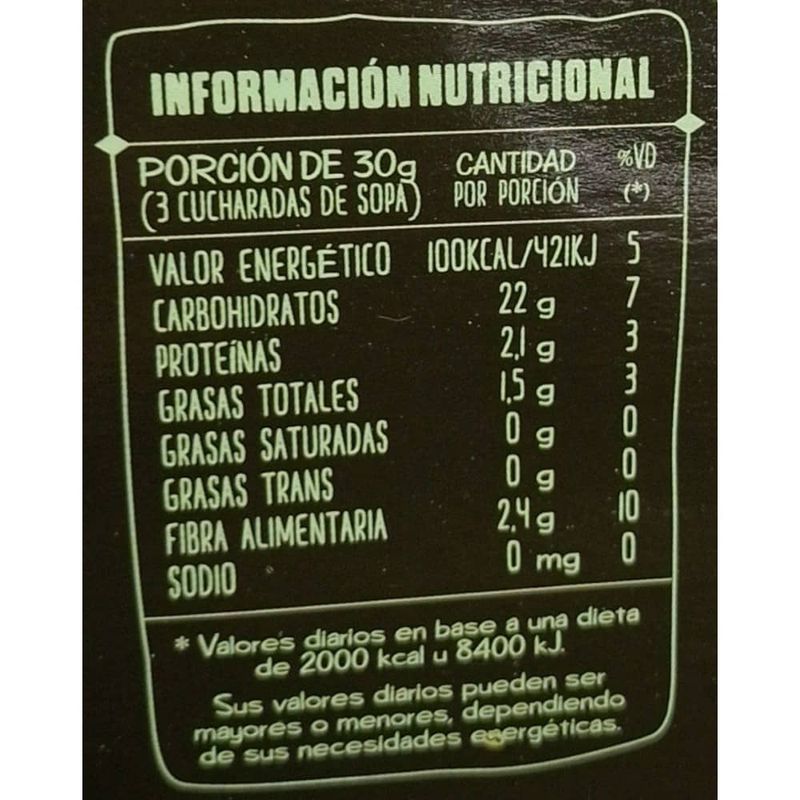 INFORMACIÓN NUTRICIONAL
PORCIÓN DE 30g CANTIDAD %VD
(3 CUCHARADAS DE SOPA) POR PORCIÓN (*)
VALOR ENERGÉTICO 100KCAL/421KJ 5
CARBOHIDRATOS 22 g 7
PROTEÍNAS 2,1 g 3
GRASAS TOTALES 1,5 g 3
GRASAS SATURADAS 0 g 0
GRASAS TRANS 0 g 0
FIBRA ALIMENTARIA 2,4 g 10
SODIO 0 mg 0
* Valores diarios en base a una dieta
de 2000 kcal u 8400 kJ.
Sus valores diarios pueden ser
mayores o menores, dependiendo
de sus necesidades energéticas.